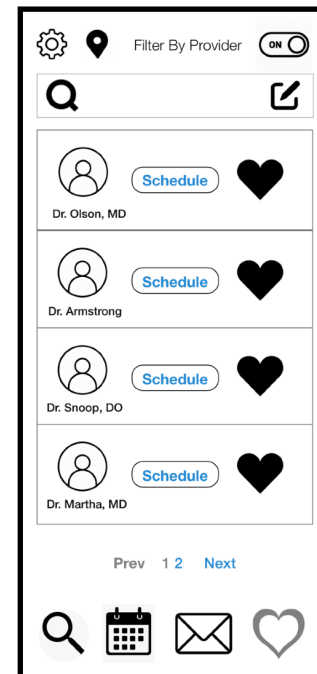 Filter By Provider ON
Schedule
Dr. Olson, MD
Schedule
Dr. Armstrong
Schedule
Dr. Snoop, DO
Schedule
Dr. Martha, MD
Prev 1 2 Next